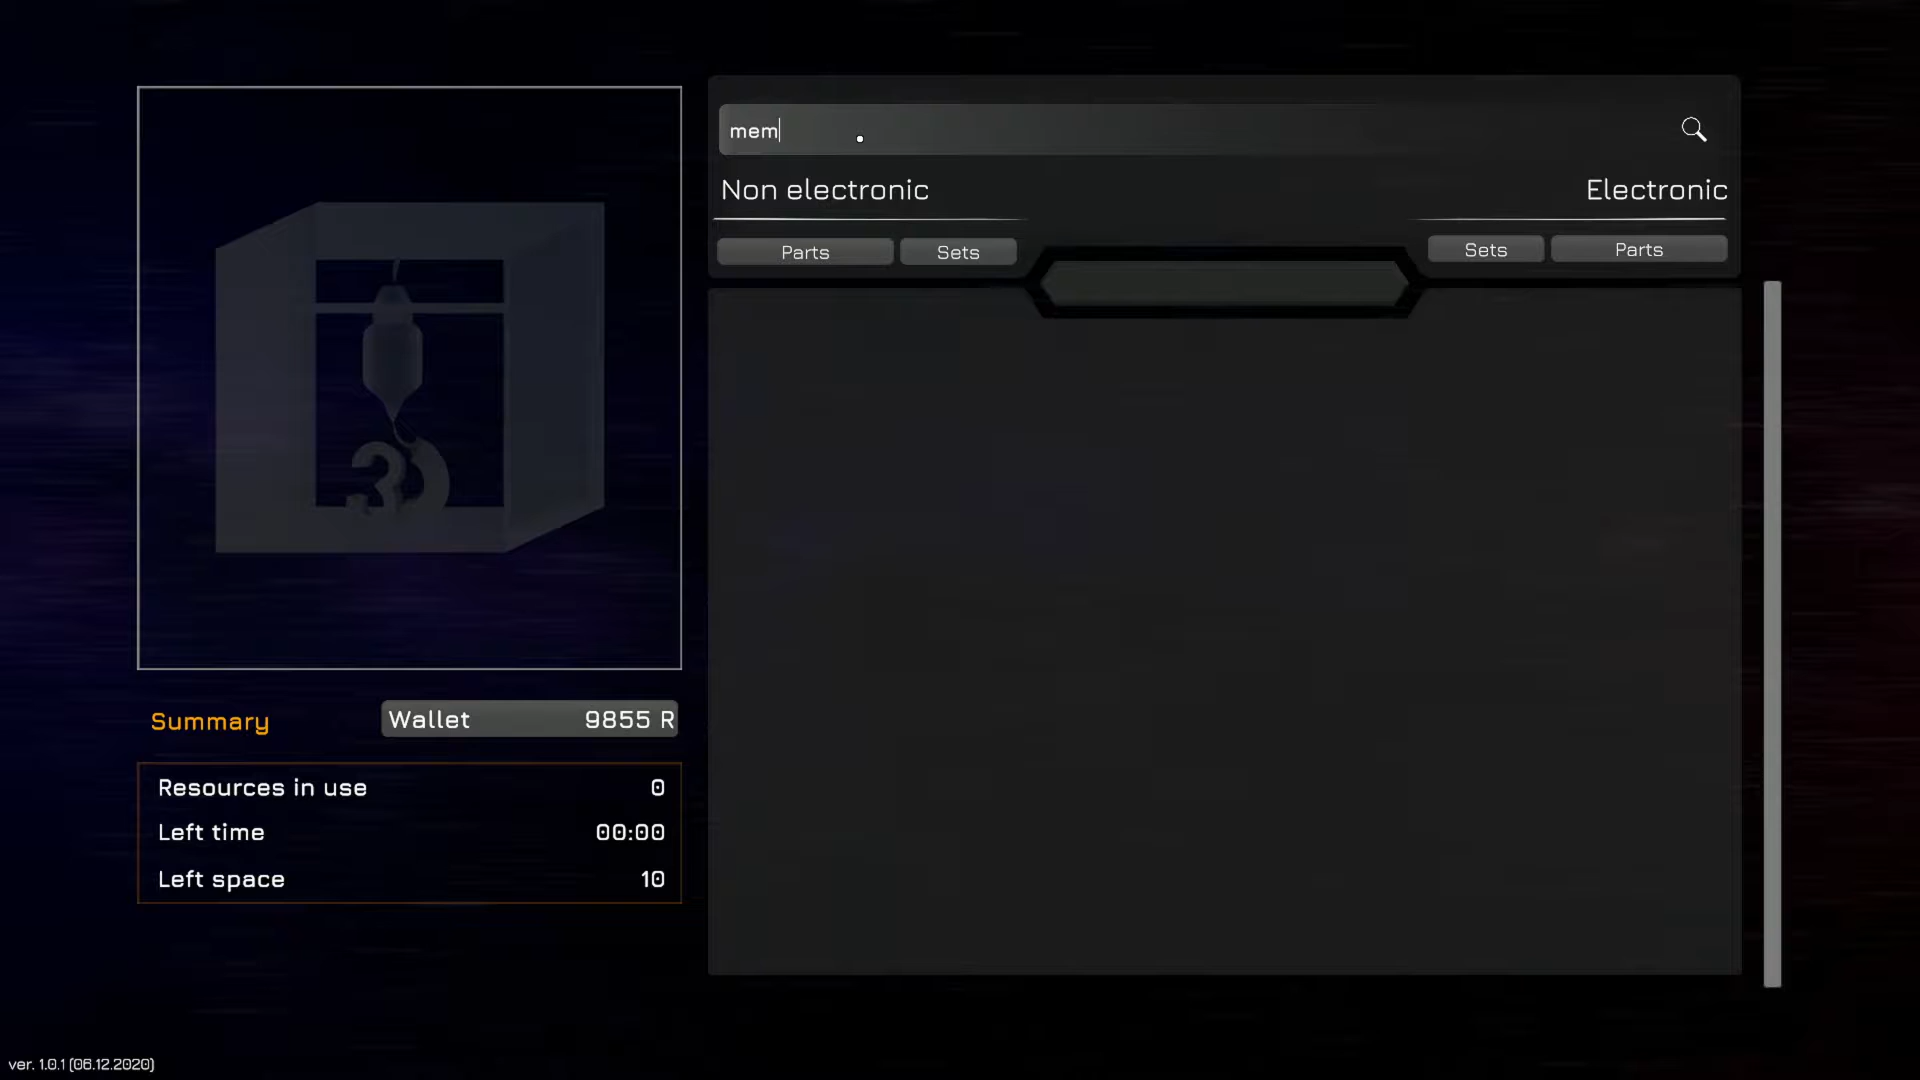 mem
Non electronic
Electronic
Parts
Sets
Sets
Parts
3D
Summary
Wallet 9855 R
Resources in use 0
Left time 00:00
Left space 10
ver. 1.0.1 (06.12.2020)